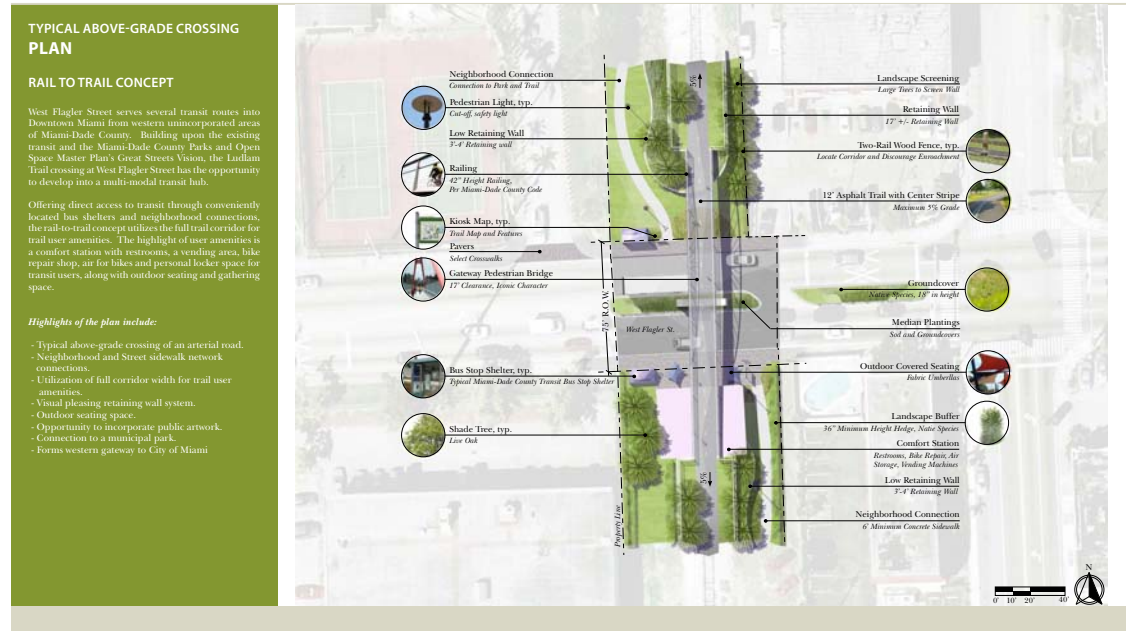 TYPICAL ABOVE-GRADE CROSSING
PLAN
RAIL TO TRAIL CONCEPT
West Flagler Street serves several transit routes into
Downtown Miami from western unincorporated areas
of Miami-Dade County. Building upon the existing
transit and the Miami-Dade County Parks and Open
Space Master Plan's Great Streets Vision, the Ludlam
Trail crossing at West Flagler Street has the opportunity
to develop into a multi-modal transit hub.
Offering direct access to transit through conveniently
located bus shelters and neighborhood connections,
the rail-to-trail concept utilizes the full trail corridor for
trail user amenities. The highlight of user amenities is
a comfort station with restrooms, a vending area, bike
repair shop, air for bikes and personal locker space for
transit users, along with outdoor seating and gathering
space.
Highlights of the plan include:
- Typical above-grade crossing of an arterial road.
- Neighborhood and Street sidewalk network
connections.
- Utilization of full corridor width for trail user
amenities.
- Visual pleasing retaining wall system.
- Outdoor seating space.
- Opportunity to incorporate public artwork.
- Connection to a municipal park.
- Forms western gateway to City of Miami
Neighborhood Connection
Connection to Park and Trail
Pedestrian Light, typ.
Cut-off, safety light
Low Retaining Wall
3'-4' Retaining wall
Railing
42" Height Railing,
Per Miami-Dade County Code
Kiosk Map, typ.
Trail Map and Features
Pavers
Select Crosswalks
Gateway Pedestrian Bridge
17' Clearance, Iconic Character
Bus Stop Shelter, typ.
Typical Miami-Dade County Transit Bus Stop Shelter
Shade Tree, typ.
Live Oak
5%
75' R.O.W.
West Flagler St.
5%
Property Line
Landscape Screening
Large Trees to Screen Wall
Retaining Wall
17' +/- Retaining Wall
Two-Rail Wood Fence, typ.
Locate Corridor and Discourage Enroachment
12' Asphalt Trail with Center Stripe
Maximum 5% Grade
Groundcover
Native Species, 18" in height
Median Plantings
Sod and Groundcovers
Outdoor Covered Seating
Fabric Umbrellas
Landscape Buffer
36" Minimum Height Hedge, Natie Species
Comfort Station
Restrooms, Bike Repair, Air
Storage, Vending Machines
Low Retaining Wall
3'-4' Retaining Wall
Neighborhood Connection
6' Minimum Concrete Sidewalk
N
0' 10' 20' 40'